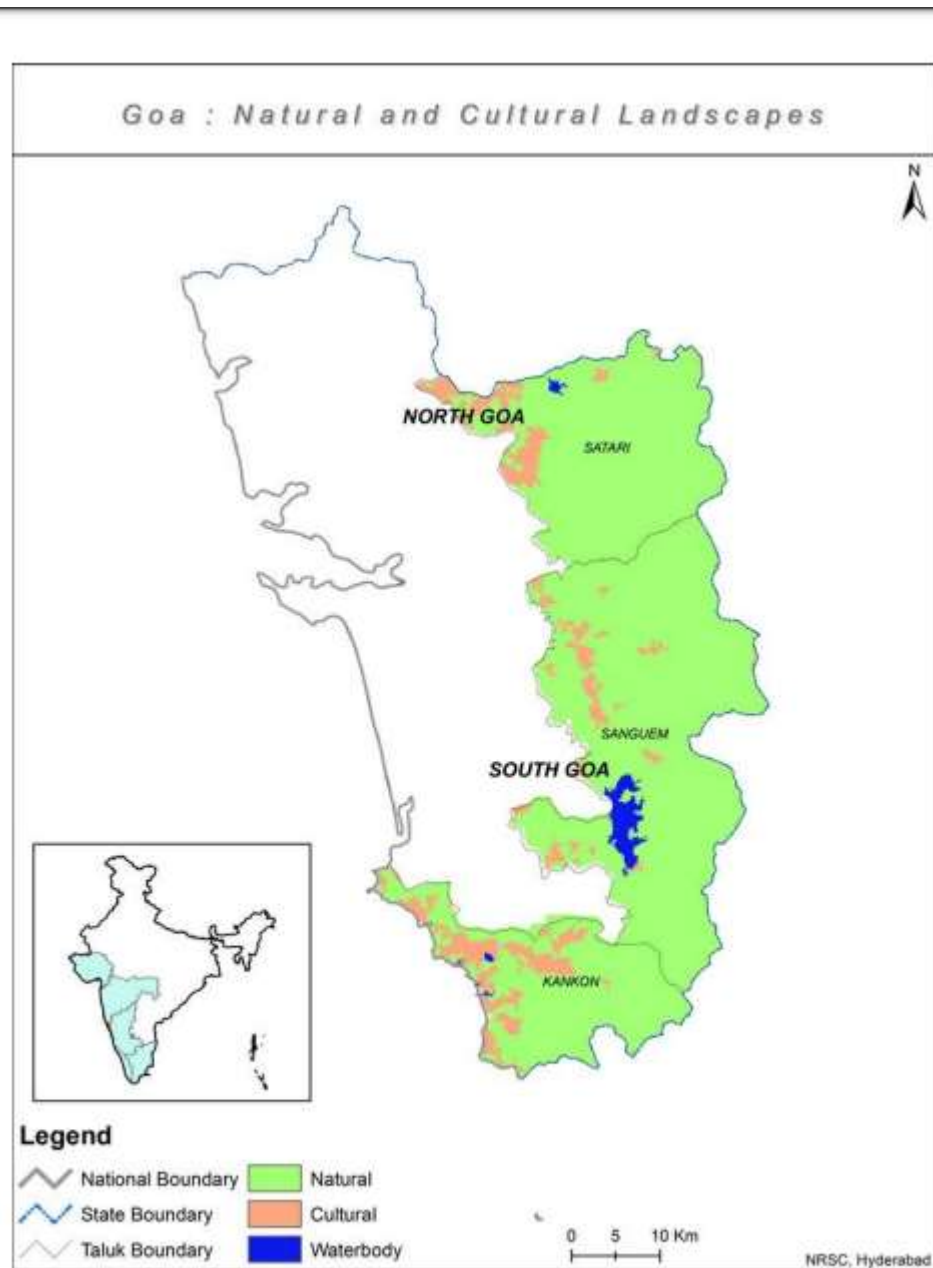 Goa : Natural and Cultural Landscapes
N
NORTH GOA
SATARI
SANGUEM
SOUTH GOA
KANKON
Legend
National Boundary Natural
State Boundary Cultural
Taluk Boundary Waterbody
0 5 10 Km
NRSC, Hyderabad